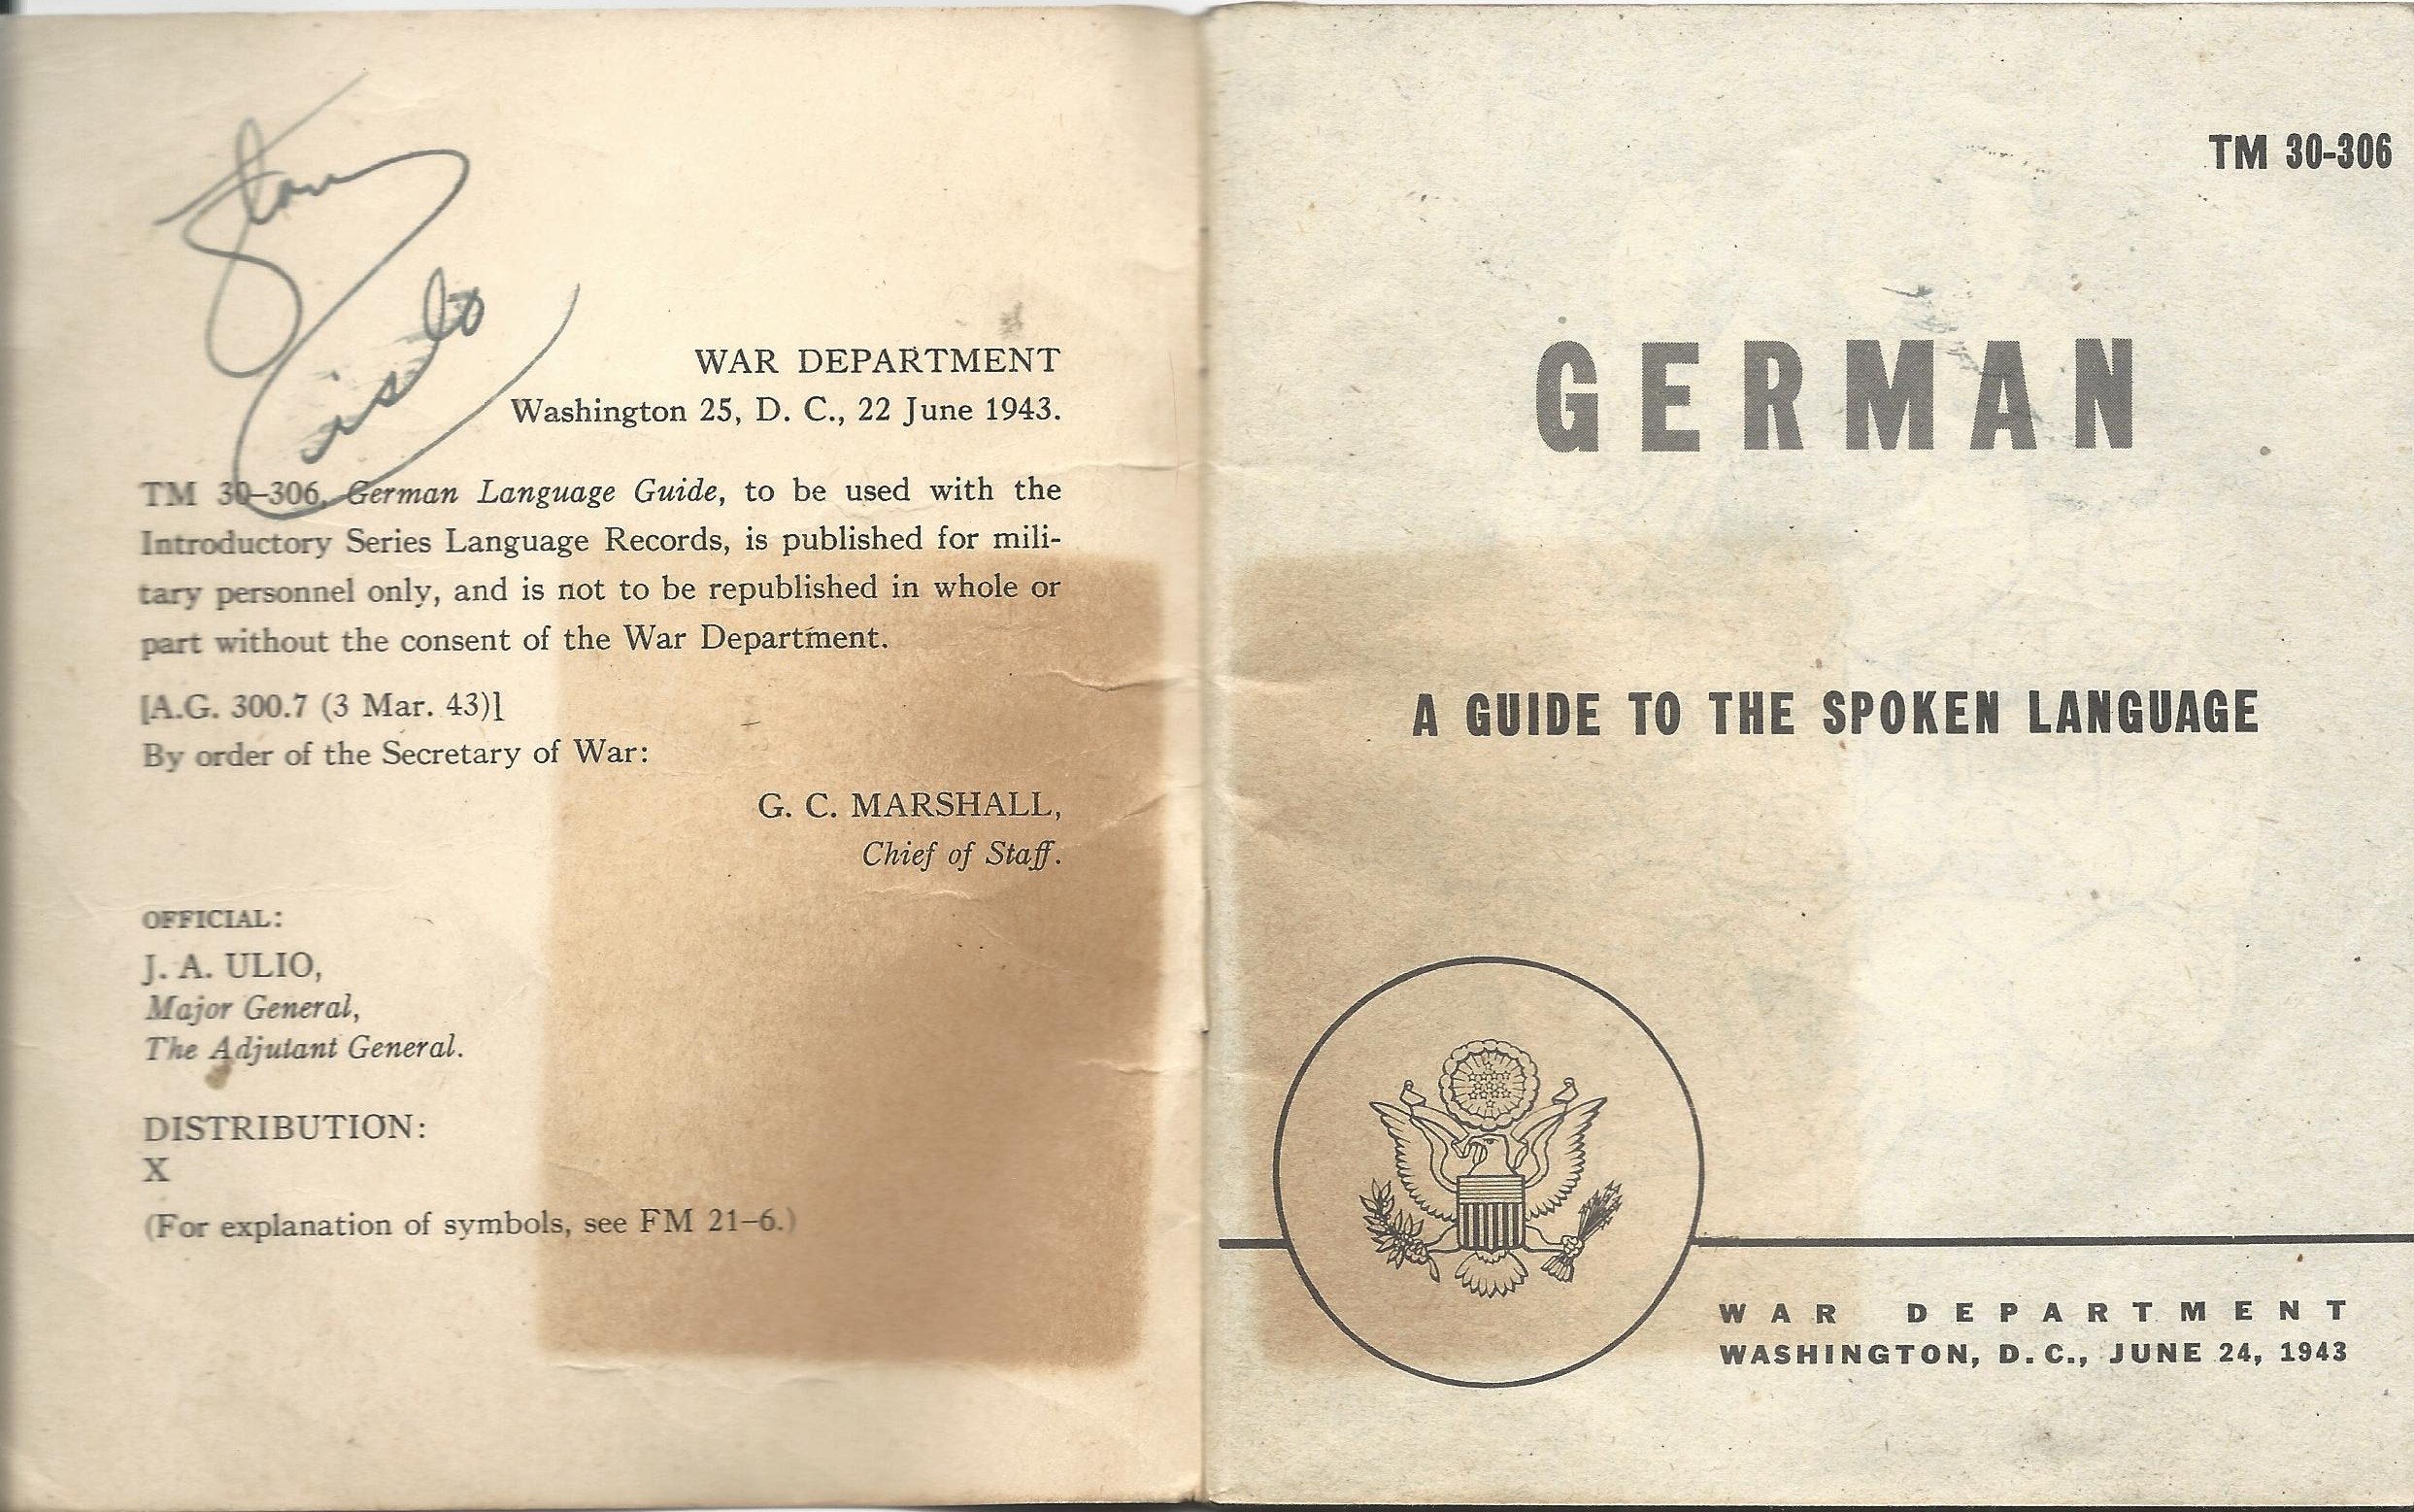 WAR DEPARTMENT
Washington 25, D. C., 22 June 1943.
TM 30–306, German Language Guide, to be used with the
Introductory Series Language Records, is published for mili-
tary personnel only, and is not to be republished in whole or
part without the consent of the War Department.
[A.G. 300.7 (3 Mar. 43)]
By order of the Secretary of War:
G. C. MARSHALL,
Chief of Staff.
OFFICIAL:
J. A. ULIO,
Major General,
The Adjutant General.
DISTRIBUTION:
X
(For explanation of symbols, see FM 21–6.)
TM 30-306
GERMAN
A GUIDE TO THE SPOKEN LANGUAGE
WAR DEPARTMENT
WASHINGTON, D.C., JUNE 24, 1943